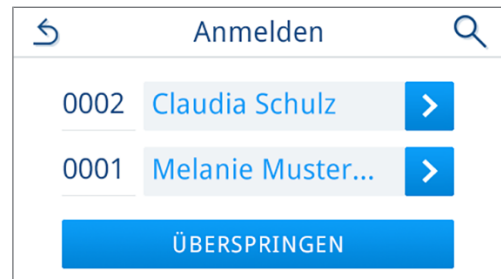 Anmelden
0002 Claudia Schulz
0001 Melanie Muster...
ÜBERSPRINGEN